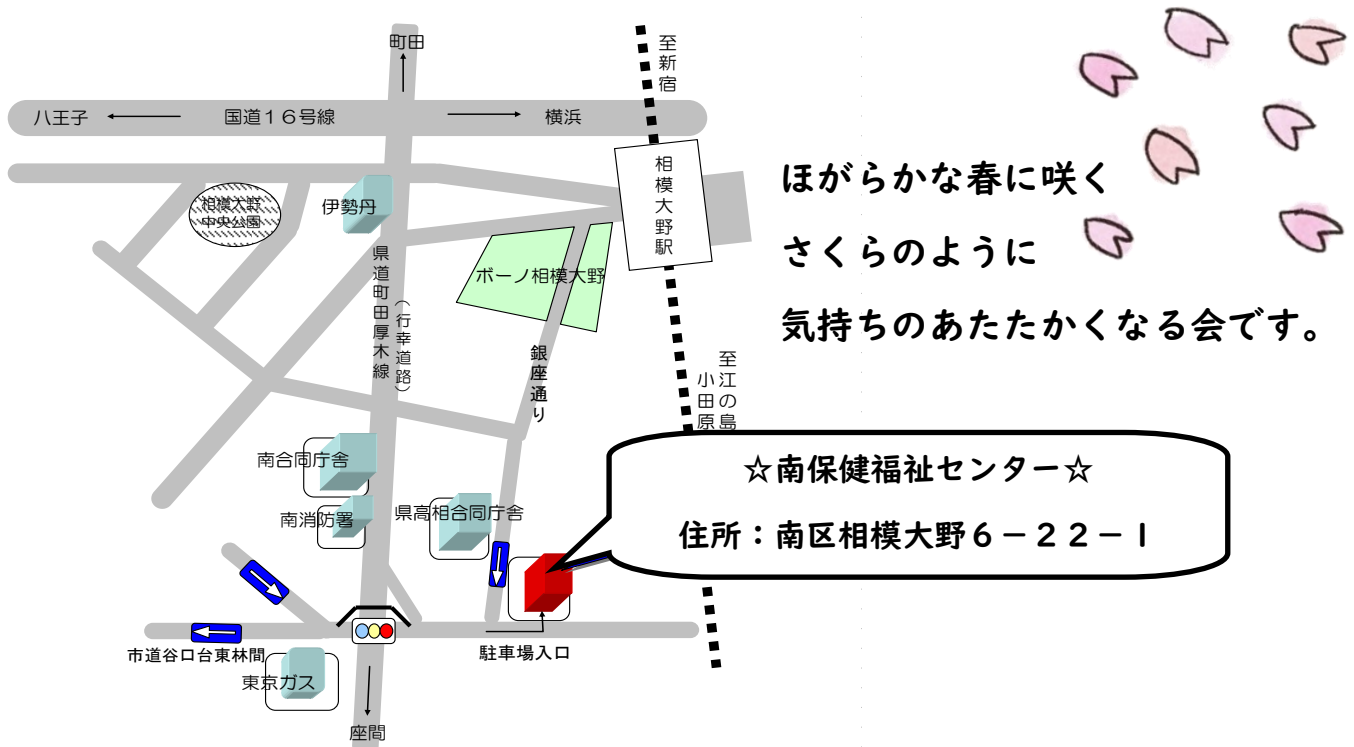 町田
至新宿
八王子
国道１６号線
横浜
相模大野駅
相模大野
中央公園
伊勢丹
県道町田厚木線
（行幸道路）
ボーノ相模大野
銀座通り
至江の島
小田原
南合同庁舎
南消防署
県高相合同庁舎
市道谷口台東林間
駐車場入口
東京ガス
座間
ほがらかな春に咲く
さくらのように
気持ちのあたたかくなる会です。
☆南保健福祉センター☆
住所：南区相模大野６－２２－１